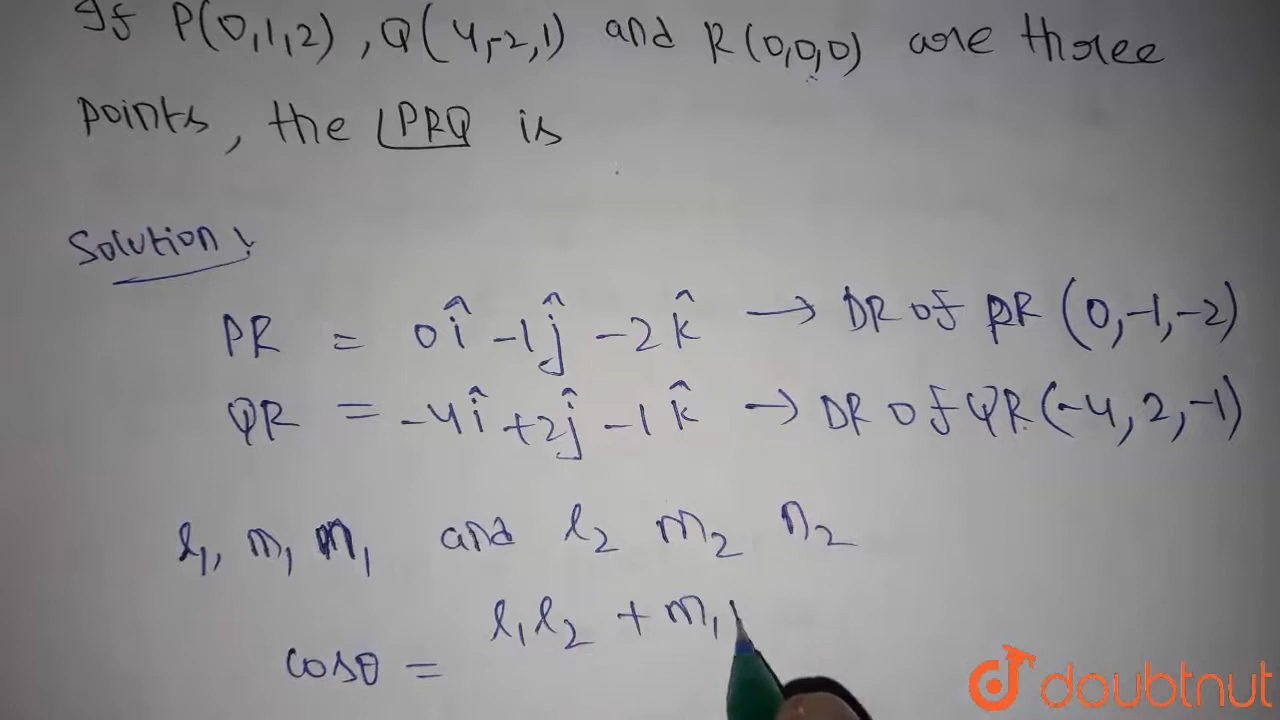 If P(0,1,2), Q(4,-2,1) and R(0,0,0) are three
points, the ∠PRQ is
Solution:
PR = 0î -1ĵ -2k̂ → DR of PR (0,-1,-2)
QR = -4î +2ĵ -1k̂ → DR of QR (-4,2,-1)
l₁, m₁ n₁ and l₂ m₂ n₂
l₁l₂ + m₁
cosθ =
doubtnut